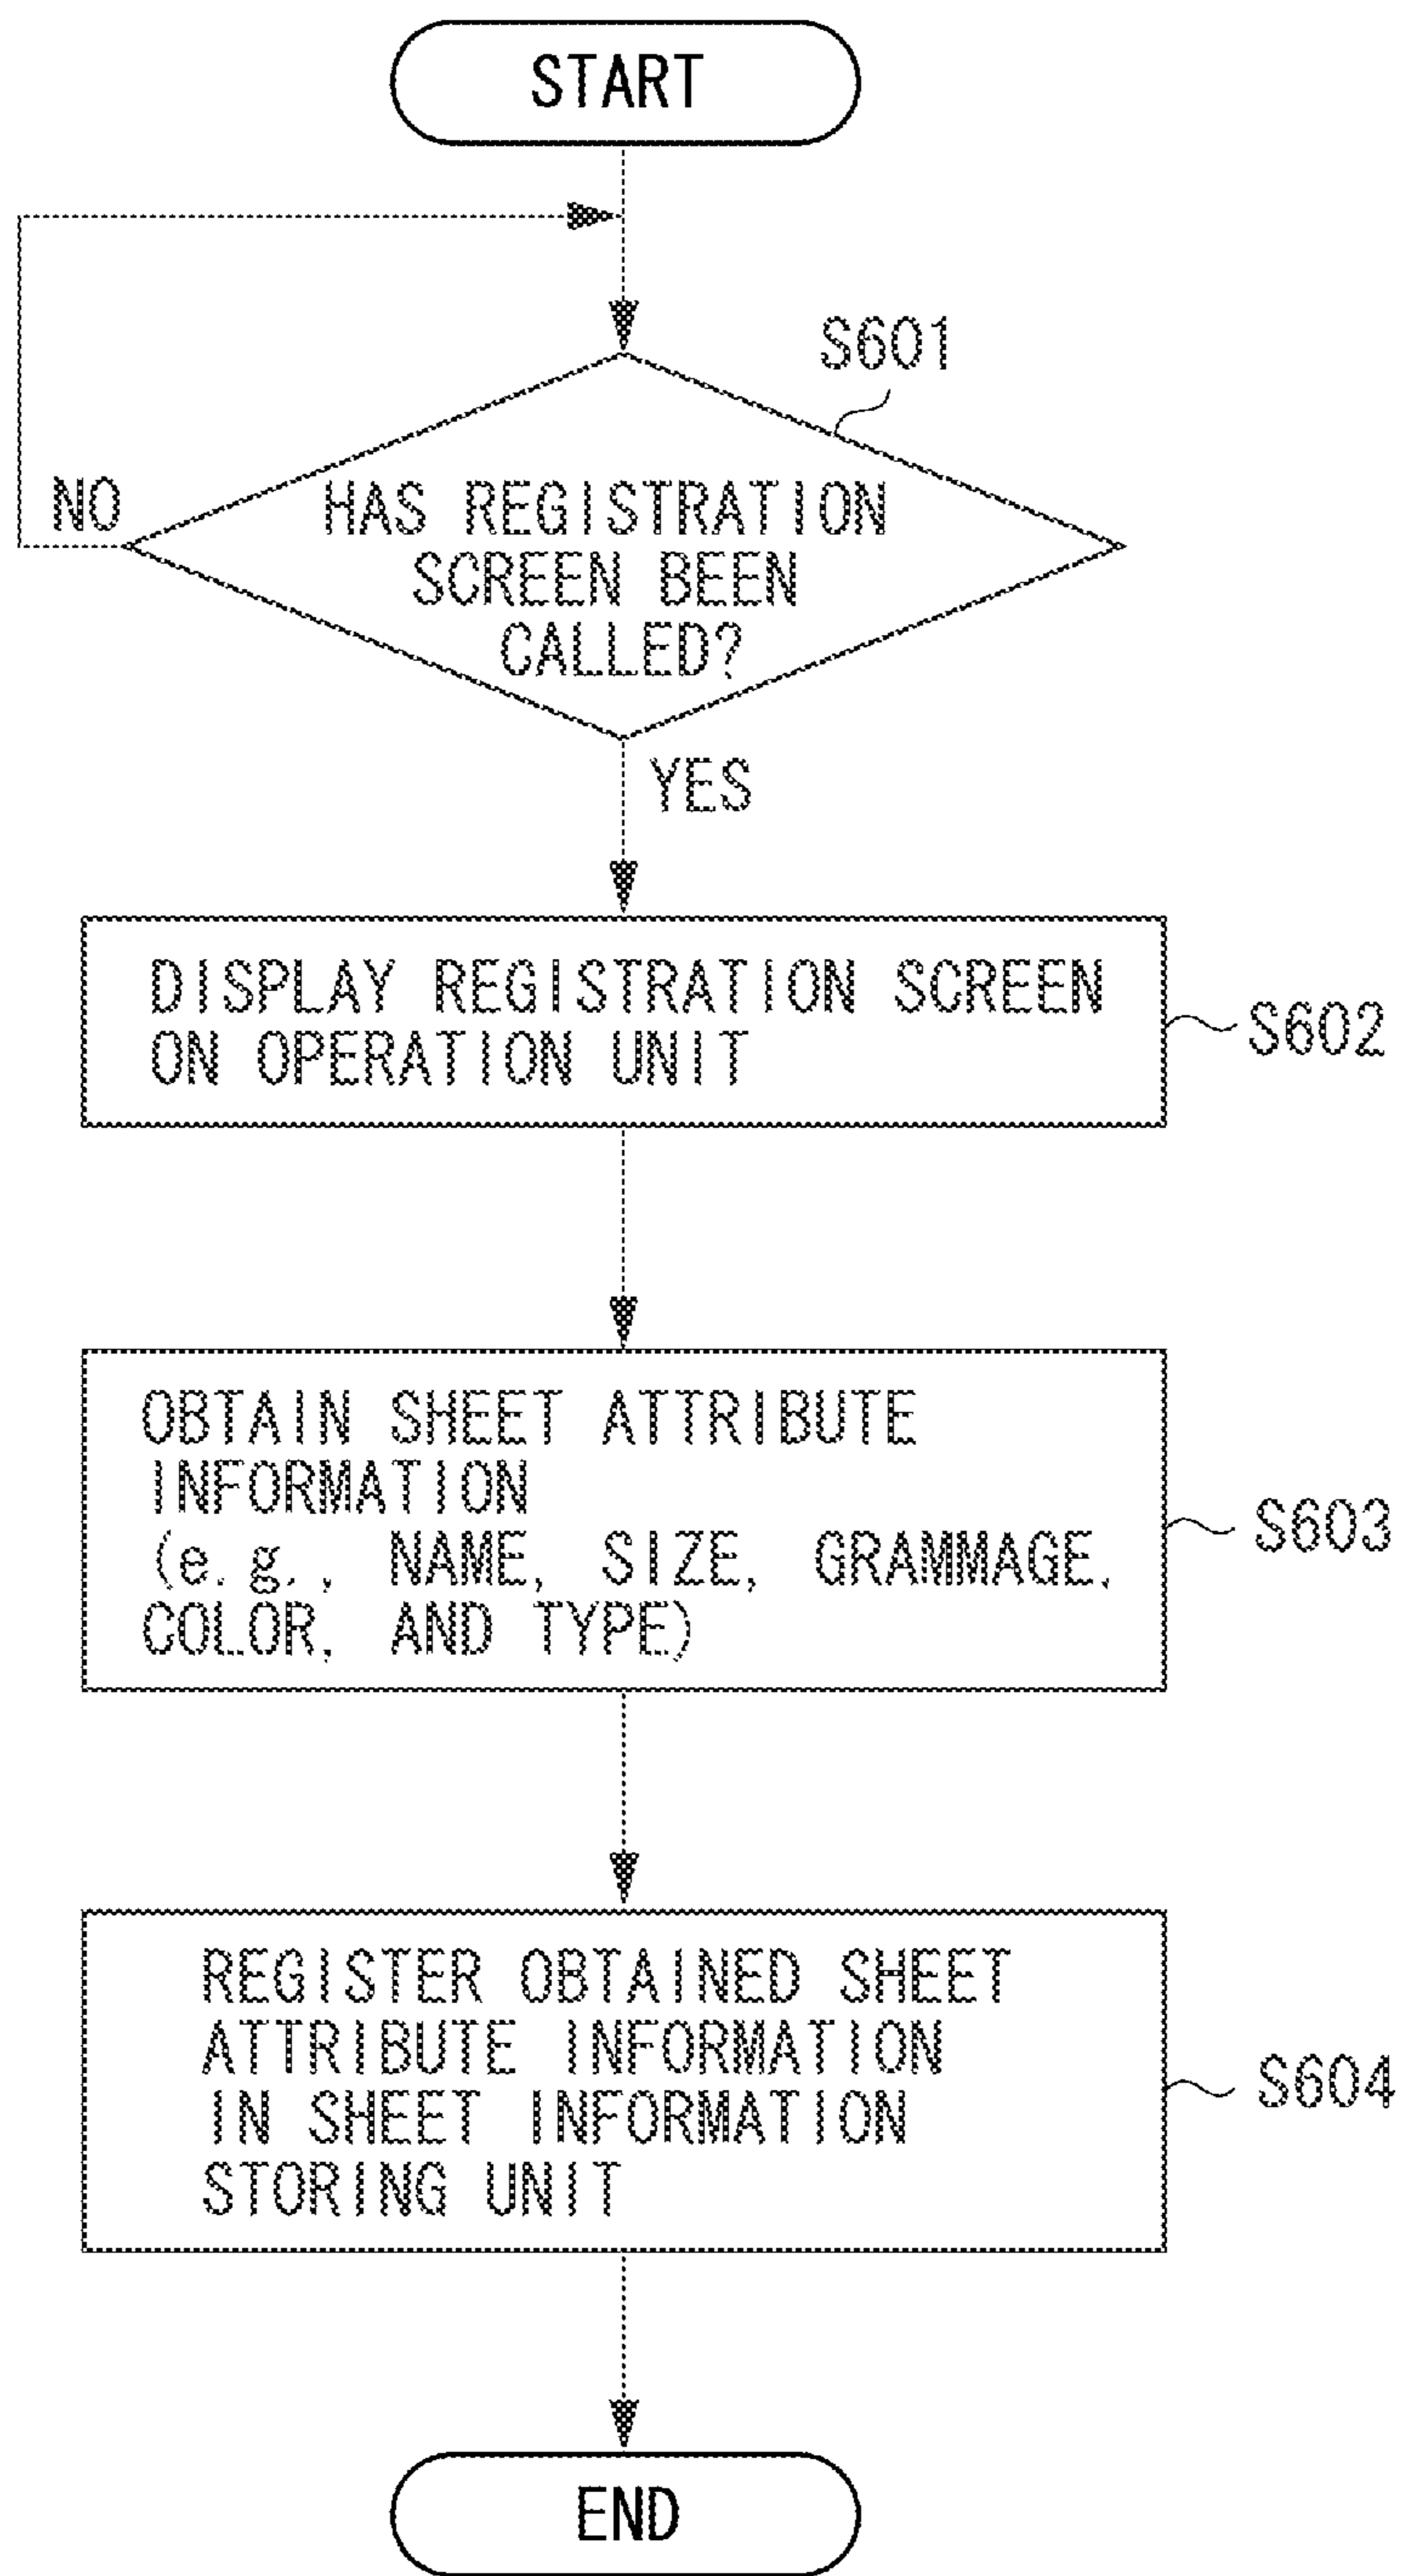 START
S601
NO
HAS REGISTRATION
SCREEN BEEN
CALLED?
YES
DISPLAY REGISTRATION SCREEN
ON OPERATION UNIT
S602
OBTAIN SHEET ATTRIBUTE
INFORMATION
(e.g., NAME, SIZE, GRAMMAGE,
COLOR, AND TYPE)
S603
REGISTER OBTAINED SHEET
ATTRIBUTE INFORMATION
IN SHEET INFORMATION
STORING UNIT
S604
END